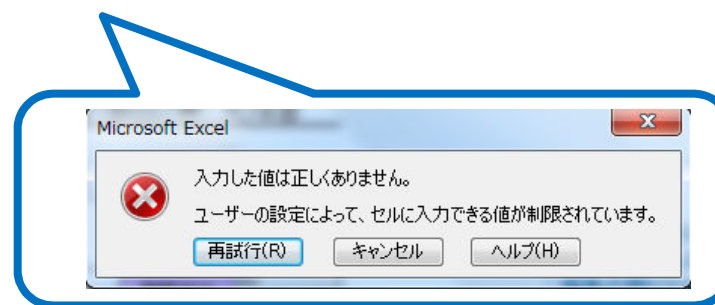 Microsoft Excel
入力した値は正しくありません。
ユーザーの設定によって、セルに入力できる値が制限されています。
再試行(R) キャンセル ヘルプ(H)